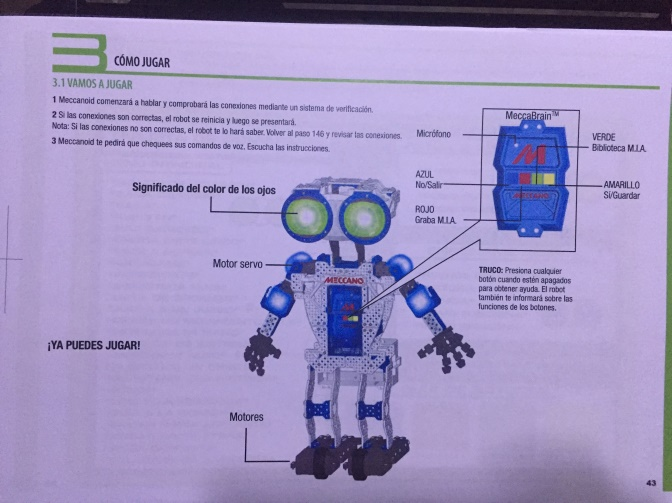 3
CÓMO JUGAR
3.1 VAMOS A JUGAR
1 Meccanoid comenzará a hablar y comprobará las conexiones mediante un sistema de verificación.
2 Si las conexiones son correctas, el robot se reinicia y luego se presentará.
Nota: Si las conexiones no son correctas, el robot te lo hará saber. Volver al paso 146 y revisar las conexiones.
3 Meccanoid te pedirá que chequees sus comandos de voz. Escucha las instrucciones.
MeccaBrain™
Micrófono
VERDE
Biblioteca M.I.A.
AZUL
No/Salir
AMARILLO
Sí/Guardar
ROJO
Graba M.I.A.
MECCANO
TRUCO: Presiona cualquier
botón cuando estén apagados
para obtener ayuda. El robot
también te informará sobre las
funciones de los botones.
Significado del color de los ojos
Motor servo
MECCANO
¡YA PUEDES JUGAR!
Motores
43